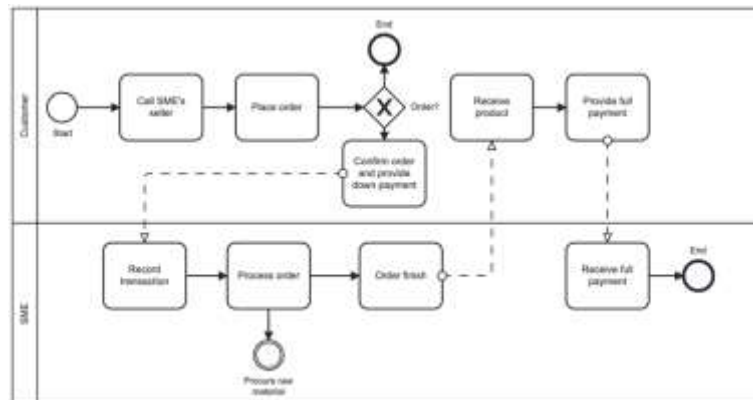 Customer
Start
Call SME's
seller
Place order
End
Order?
Confirm order
and provide
down payment
Receive
product
Provide full
payment
SME
Record
transaction
Process order
Procure raw
material
Order finish
Receive full
payment
End